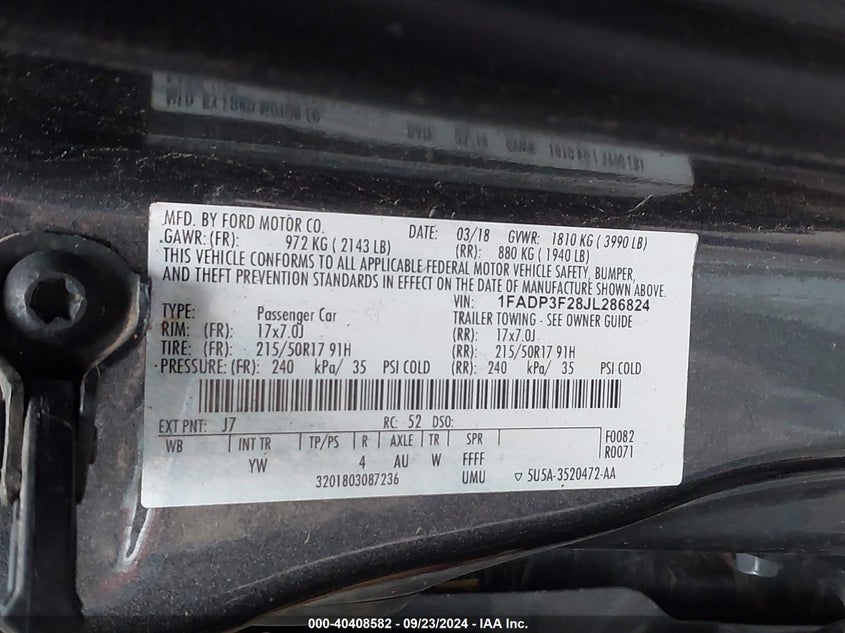 MFD. BY FORD MOTOR CO. DATE: 03/18 GVWR: 1810 KG ( 3990 LB)
GAWR:(FR): 972 KG ( 2143 LB) (RR): 880 KG ( 1940 LB)
THIS VEHICLE CONFORMS TO ALL APPLICABLE FEDERAL MOTOR VEHICLE SAFETY, BUMPER,
AND THEFT PREVENTION STANDARDS IN EFFECT ON THE DATE OF MANUFACTURE SHOWN ABOVE.
VIN: 1FADP3F28JL286824
TYPE: Passenger Car TRAILER TOWING - SEE OWNER GUIDE
RIM: (FR): 17x7.0J (RR): 17x7.0J
TIRE: (FR): 215/50R17 91H (RR): 215/50R17 91H
PRESSURE: (FR): 240 kPa/ 35 PSI COLD (RR): 240 kPa/ 35 PSI COLD
EXT PNT: J7 RC: 52 DSO:
WB INT TR TP/PS R AXLE TR SPR F0082
YW 4 AU W FFFF R0071
3201803087236 UMU ▽ 5U5A-3520472-AA
000-40408582 - 09/23/2024 - IAA Inc.